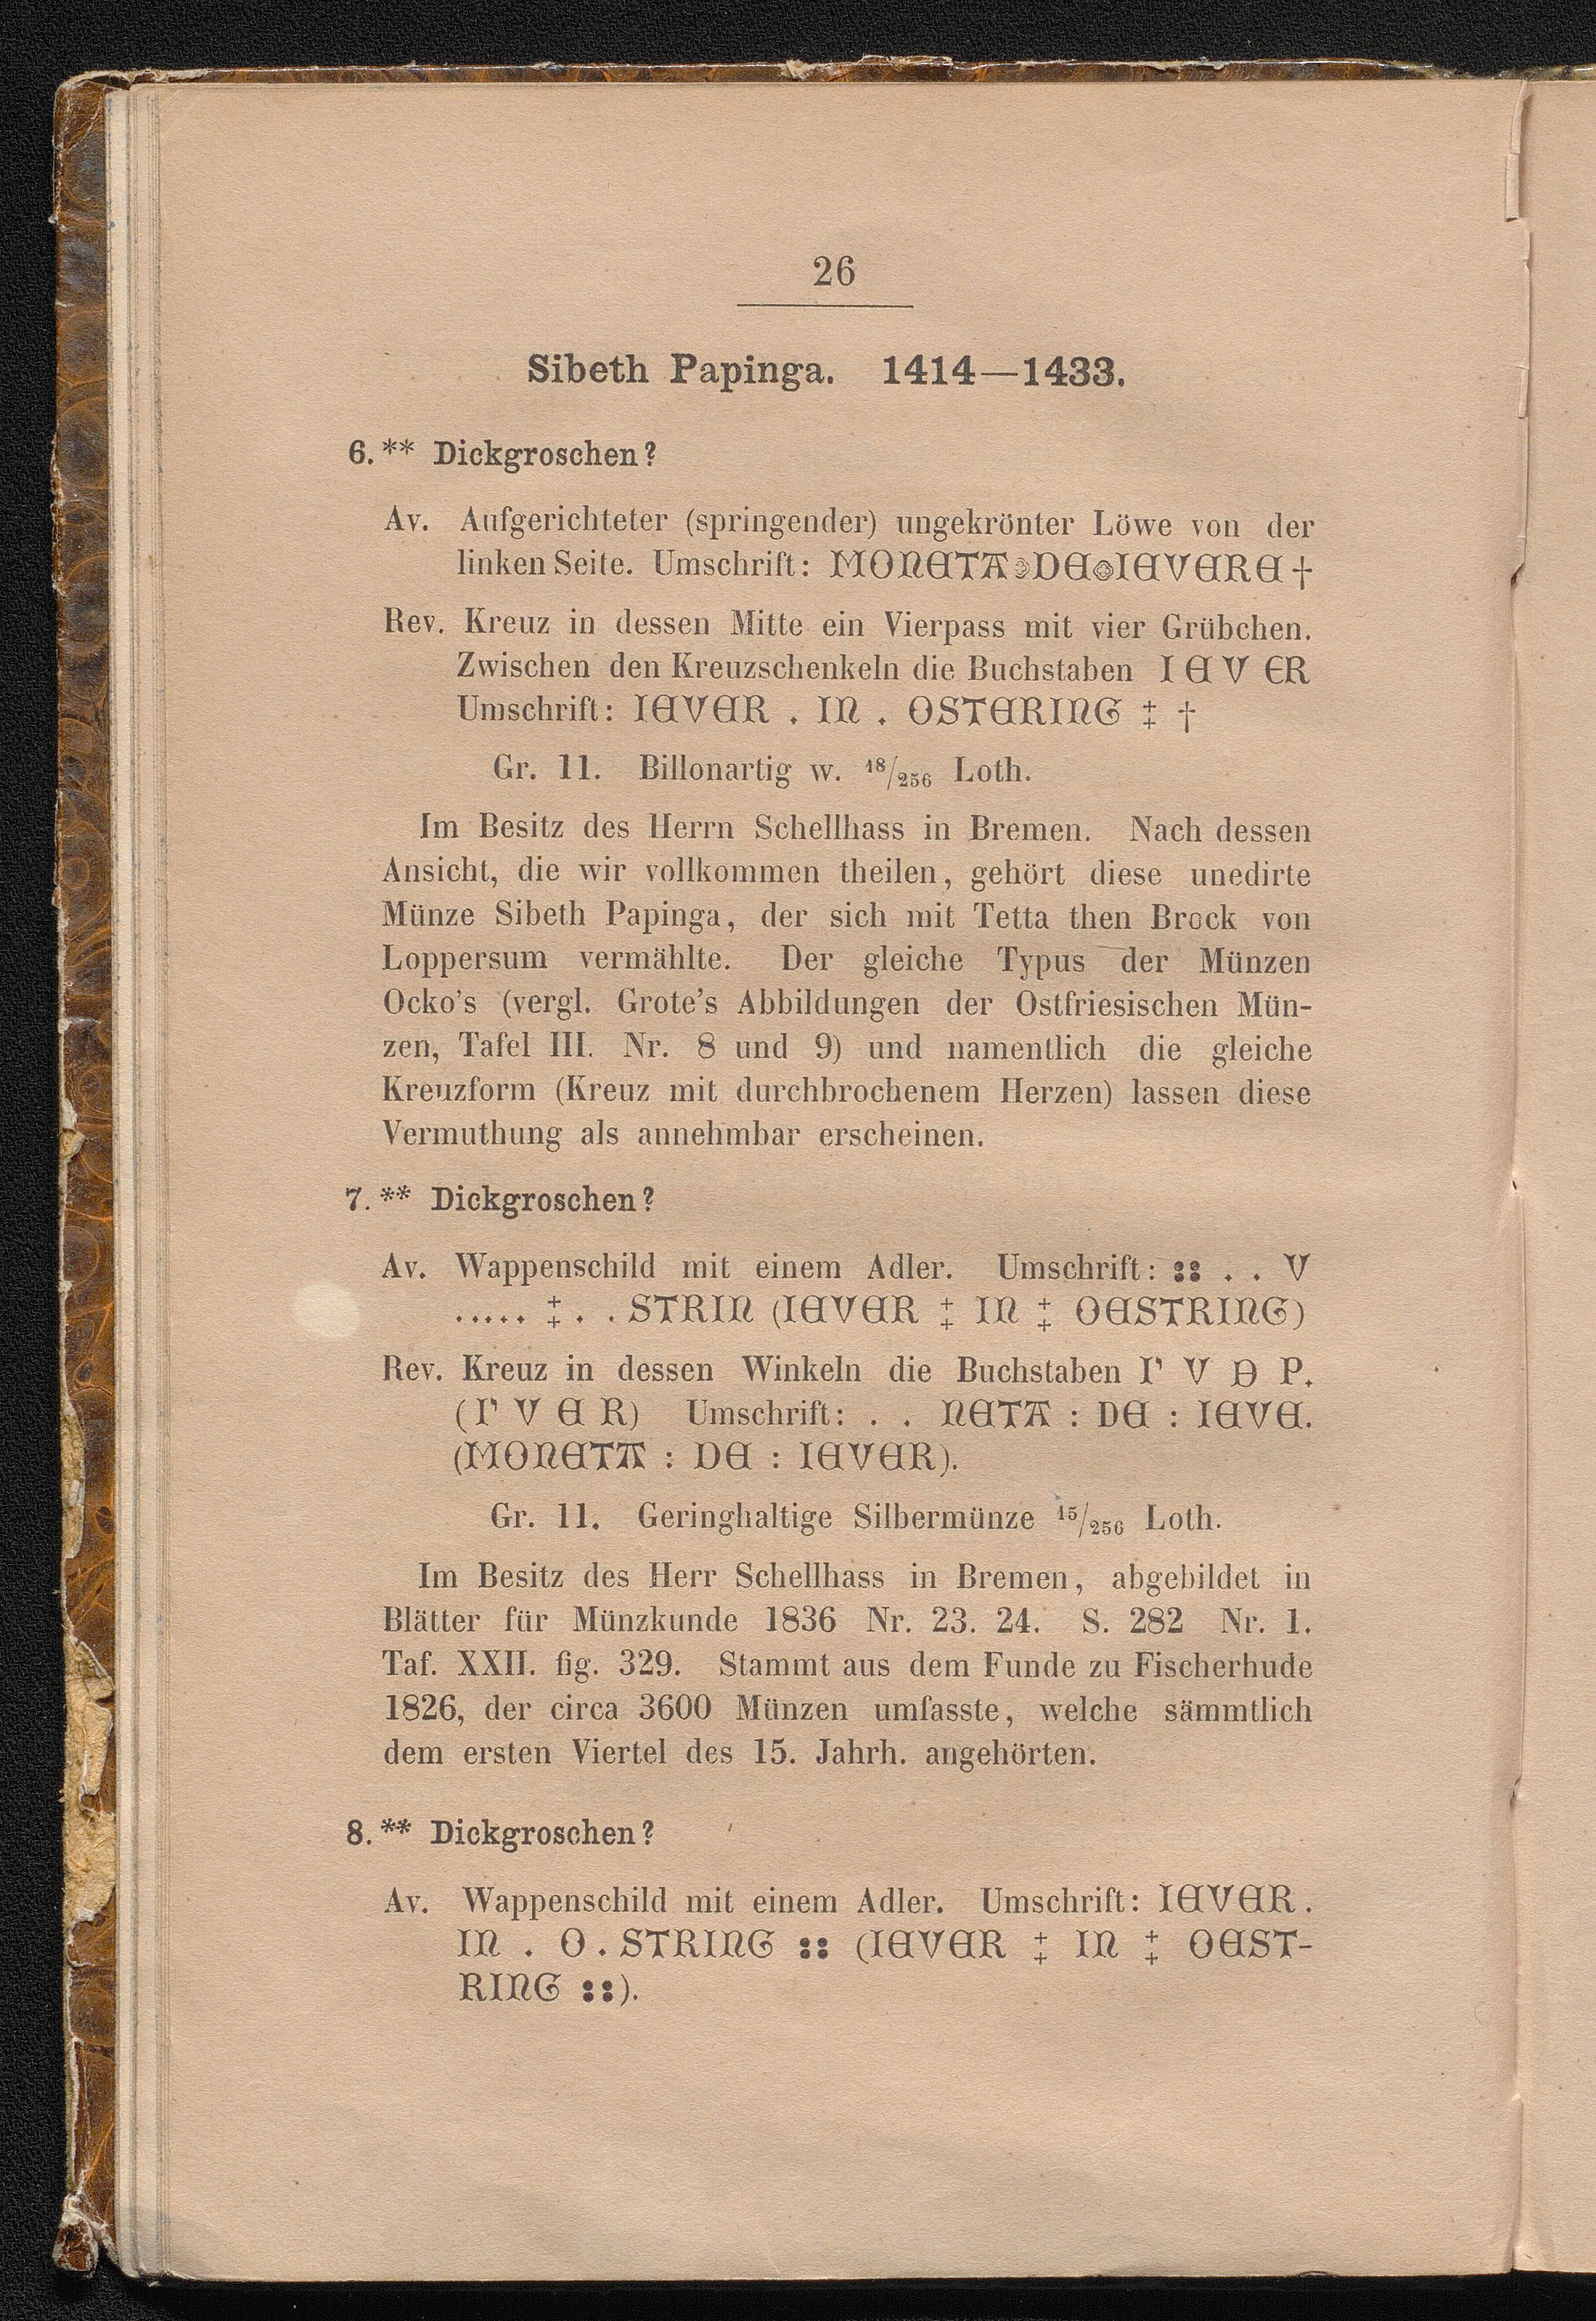 26
Sibeth Papinga. 1414—1433.
6.** Dickgroschen?
Av. Aufgerichteter (springender) ungekrönter Löwe von der
linken Seite. Umschrift: MONETA DE IEVERE †
Rev. Kreuz in dessen Mitte ein Vierpass mit vier Grübchen.
Zwischen den Kreuzschenkeln die Buchstaben I E V ER
Umschrift: IEVER . IN . OSTERING ‡ †
Gr. 11. Billonartig w. 18/256 Loth.
Im Besitz des Herrn Schellhass in Bremen. Nach dessen
Ansicht, die wir vollkommen theilen, gehört diese unedirte
Münze Sibeth Papinga, der sich mit Tetta then Brock von
Loppersum vermählte. Der gleiche Typus der Münzen
Ocko's (vergl. Grote's Abbildungen der Ostfriesischen Mün-
zen, Tafel III. Nr. 8 und 9) und namentlich die gleiche
Kreuzform (Kreuz mit durchbrochenem Herzen) lassen diese
Vermuthung als annehmbar erscheinen.
7.** Dickgroschen?
Av. Wappenschild mit einem Adler. Umschrift: :: . . V
..... ‡ . . STRIN (IEVER ‡ IN ‡ OESTRING)
Rev. Kreuz in dessen Winkeln die Buchstaben I' V E P.
(I' V E R) Umschrift: . . NETA : DE : IEVE.
(MONETA : DE : IEVER).
Gr. 11. Geringhaltige Silbermünze 15/256 Loth.
Im Besitz des Herr Schellhass in Bremen, abgebildet in
Blätter für Münzkunde 1836 Nr. 23. 24. S. 282 Nr. 1.
Taf. XXII. fig. 329. Stammt aus dem Funde zu Fischerhude
1826, der circa 3600 Münzen umfasste, welche sämmtlich
dem ersten Viertel des 15. Jahrh. angehörten.
8.** Dickgroschen?
Av. Wappenschild mit einem Adler. Umschrift: IEVER.
IN . O . STRING :: (IEVER ‡ IN ‡ OEST-
RING ::).